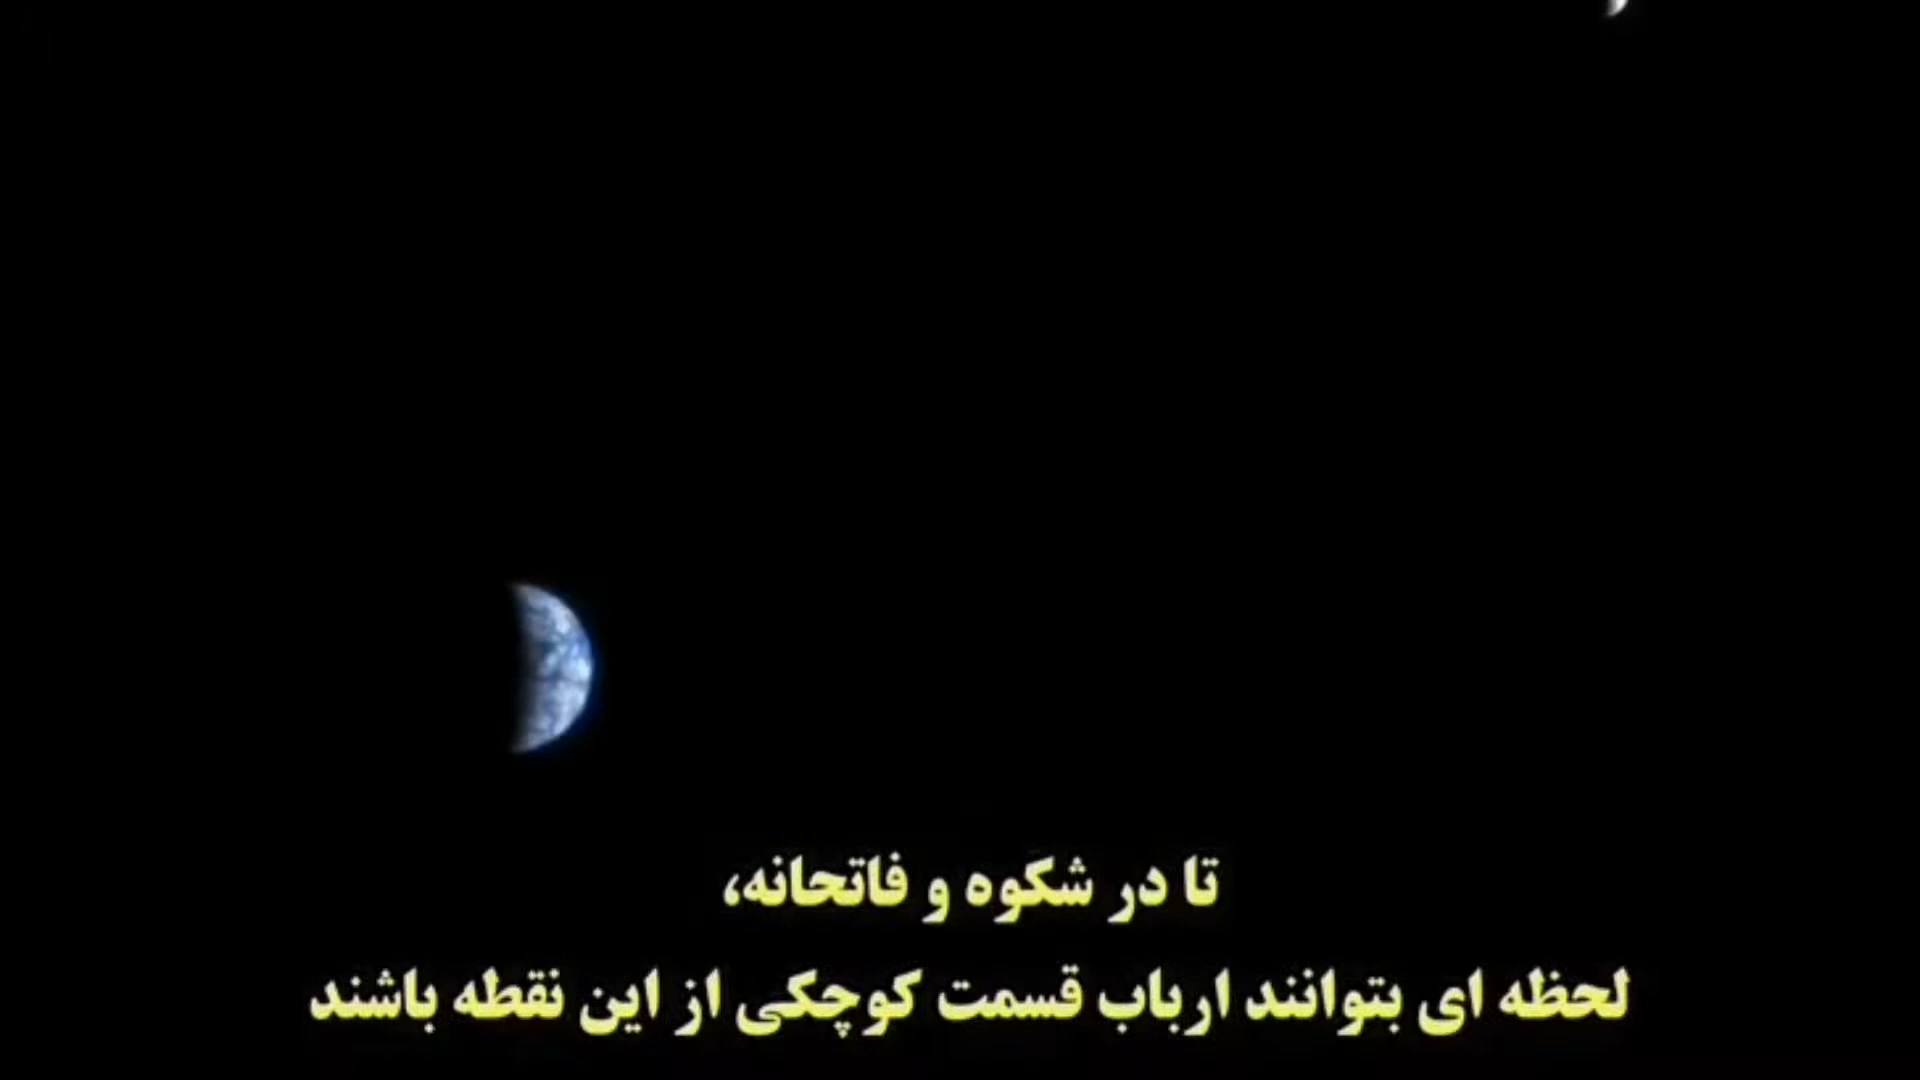 تا در شکوه و فاتحانه،
لحظه ای بتوانند ارباب قسمت کوچکی از این نقطه باشند